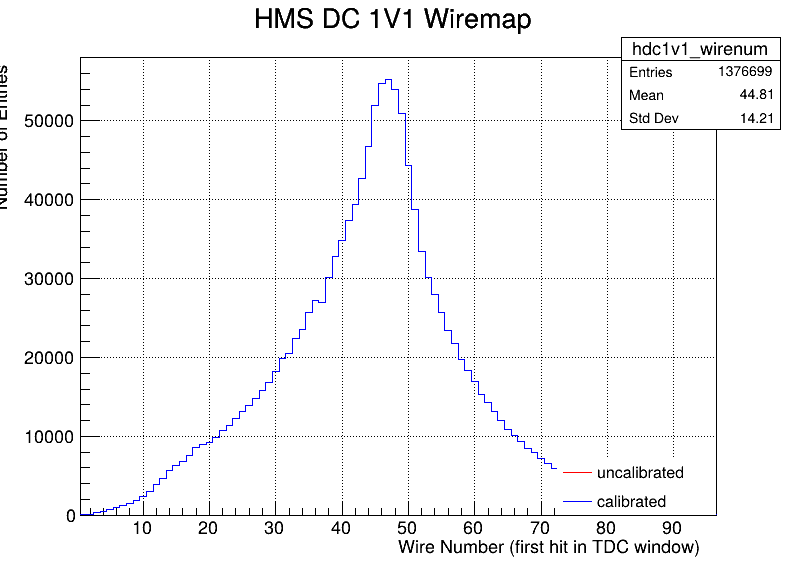 HMS DC 1V1 Wiremap
hdc1v1_wirenum
Entries 1376699
Mean 44.81
Std Dev 14.21
Number of Entries
50000
40000
30000
20000
10000
0
uncalibrated
calibrated
10 20 30 40 50 60 70 80 90
Wire Number (first hit in TDC window)